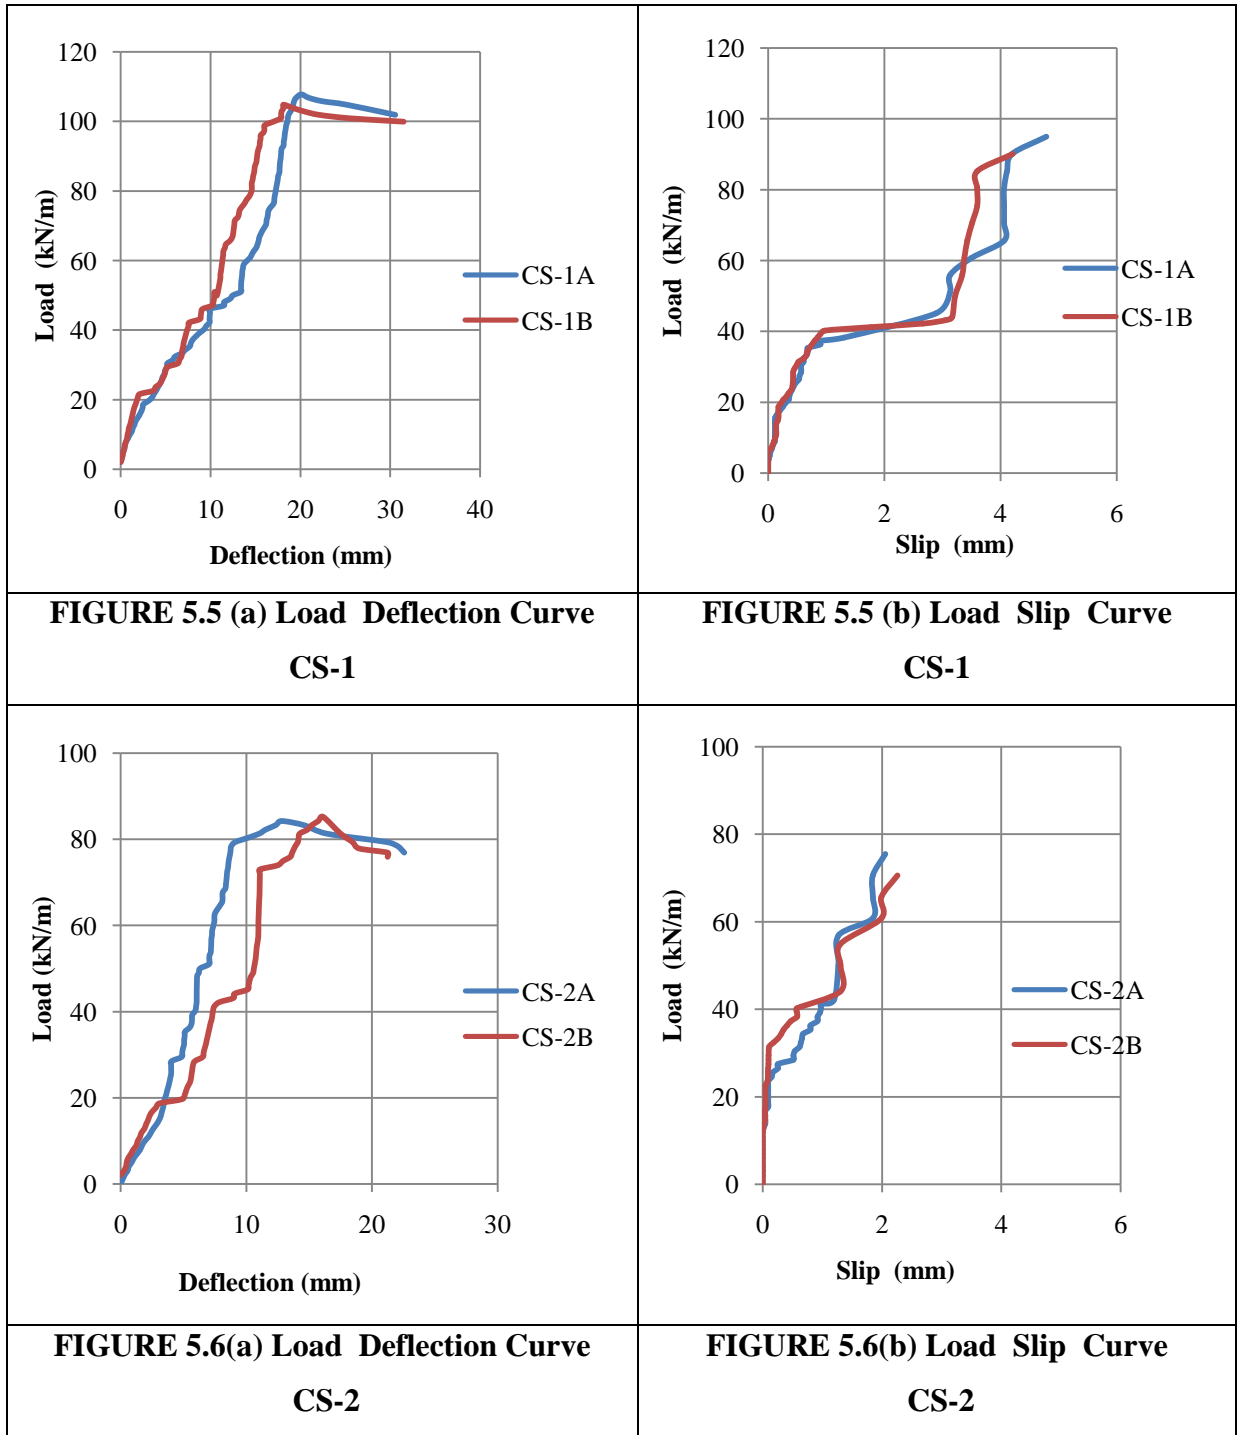 120
100
80
60
40
20
0
0 10 20 30 40
Load (kN/m)
Deflection (mm)
CS-1A
CS-1B
FIGURE 5.5 (a) Load Deflection Curve
CS-1
120
100
80
60
40
20
0
0 2 4 6
Load (kN/m)
Slip (mm)
CS-1A
CS-1B
FIGURE 5.5 (b) Load Slip Curve
CS-1
100
80
60
40
20
0
0 10 20 30
Load (kN/m)
Deflection (mm)
CS-2A
CS-2B
FIGURE 5.6(a) Load Deflection Curve
CS-2
100
80
60
40
20
0
0 2 4 6
Load (kN/m)
Slip (mm)
CS-2A
CS-2B
FIGURE 5.6(b) Load Slip Curve
CS-2